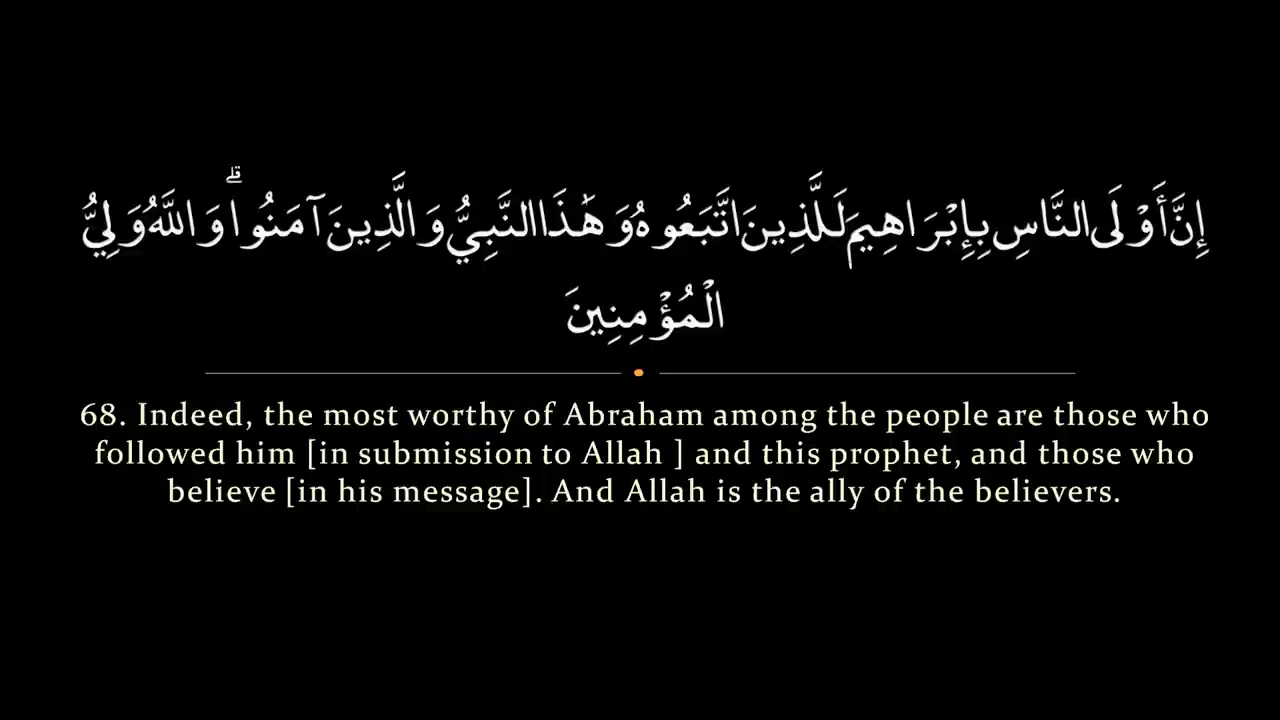 إِنَّ أَوْلَى النَّاسِ بِإِبْرَاهِيمَ لَلَّذِينَ اتَّبَعُوهُ وَهَٰذَا النَّبِيُّ وَالَّذِينَ آمَنُوا ۗ وَاللَّهُ وَلِيُّ
الْمُؤْمِنِينَ
68. Indeed, the most worthy of Abraham among the people are those who
followed him [in submission to Allah ] and this prophet, and those who
believe [in his message]. And Allah is the ally of the believers.